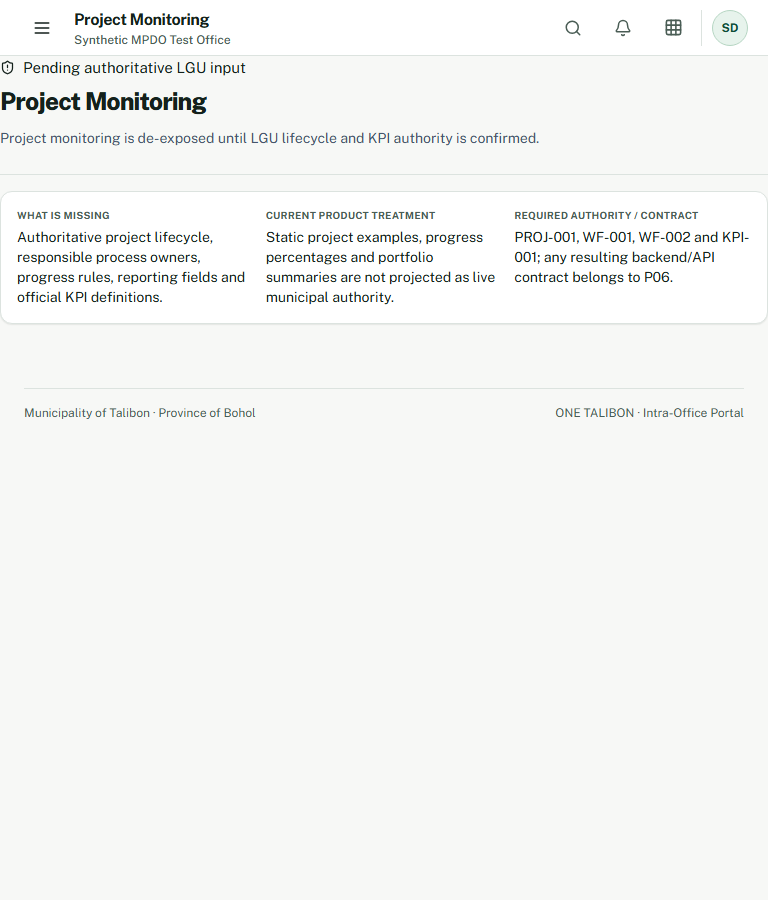 Project Monitoring
Synthetic MPDO Test Office
SD
Pending authoritative LGU input
Project Monitoring
Project monitoring is de-exposed until LGU lifecycle and KPI authority is confirmed.
WHAT IS MISSING
Authoritative project lifecycle,
responsible process owners,
progress rules, reporting fields and
official KPI definitions.
CURRENT PRODUCT TREATMENT
Static project examples, progress
percentages and portfolio
summaries are not projected as live
municipal authority.
REQUIRED AUTHORITY / CONTRACT
PROJ-001, WF-001, WF-002 and KPI-
001; any resulting backend/API
contract belongs to P06.
Municipality of Talibon · Province of Bohol
ONE TALIBON · Intra-Office Portal